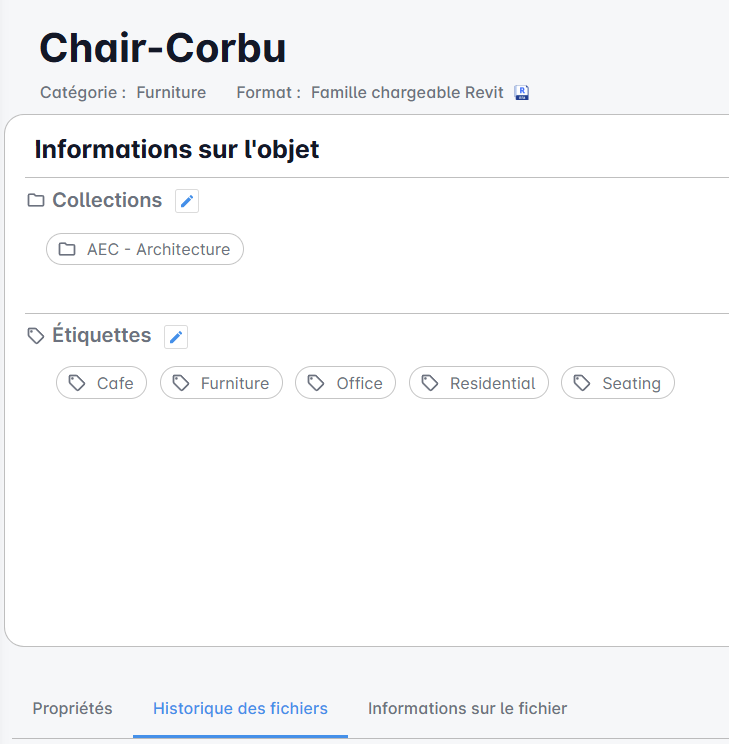 Chair-Corbu
Catégorie : Furniture Format : Famille chargeable Revit
Informations sur l'objet
Collections
AEC - Architecture
Étiquettes
Cafe Furniture Office Residential Seating
Propriétés Historique des fichiers Informations sur le fichier